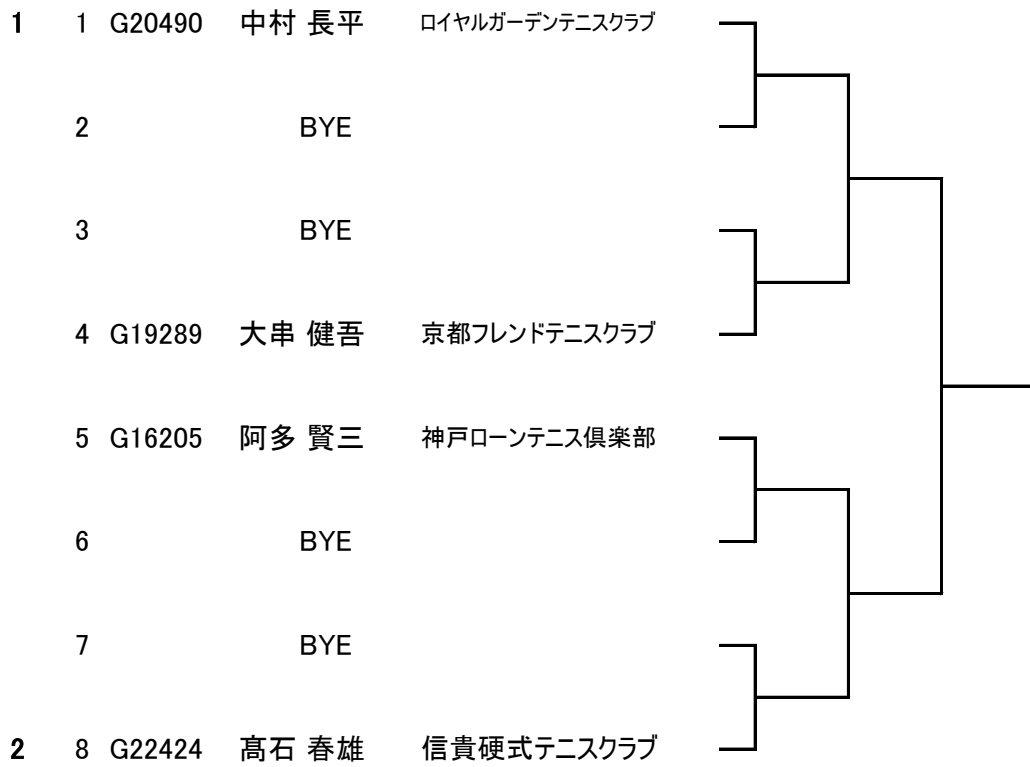 1 1 G20490 中村 長平 ロイヤルガーデンテニスクラブ
2 BYE
3 BYE
4 G19289 大串 健吾 京都フレンドテニスクラブ
5 G16205 阿多 賢三 神戸ローンテニス倶楽部
6 BYE
7 BYE
2 8 G22424 髙石 春雄 信貴硬式テニスクラブ